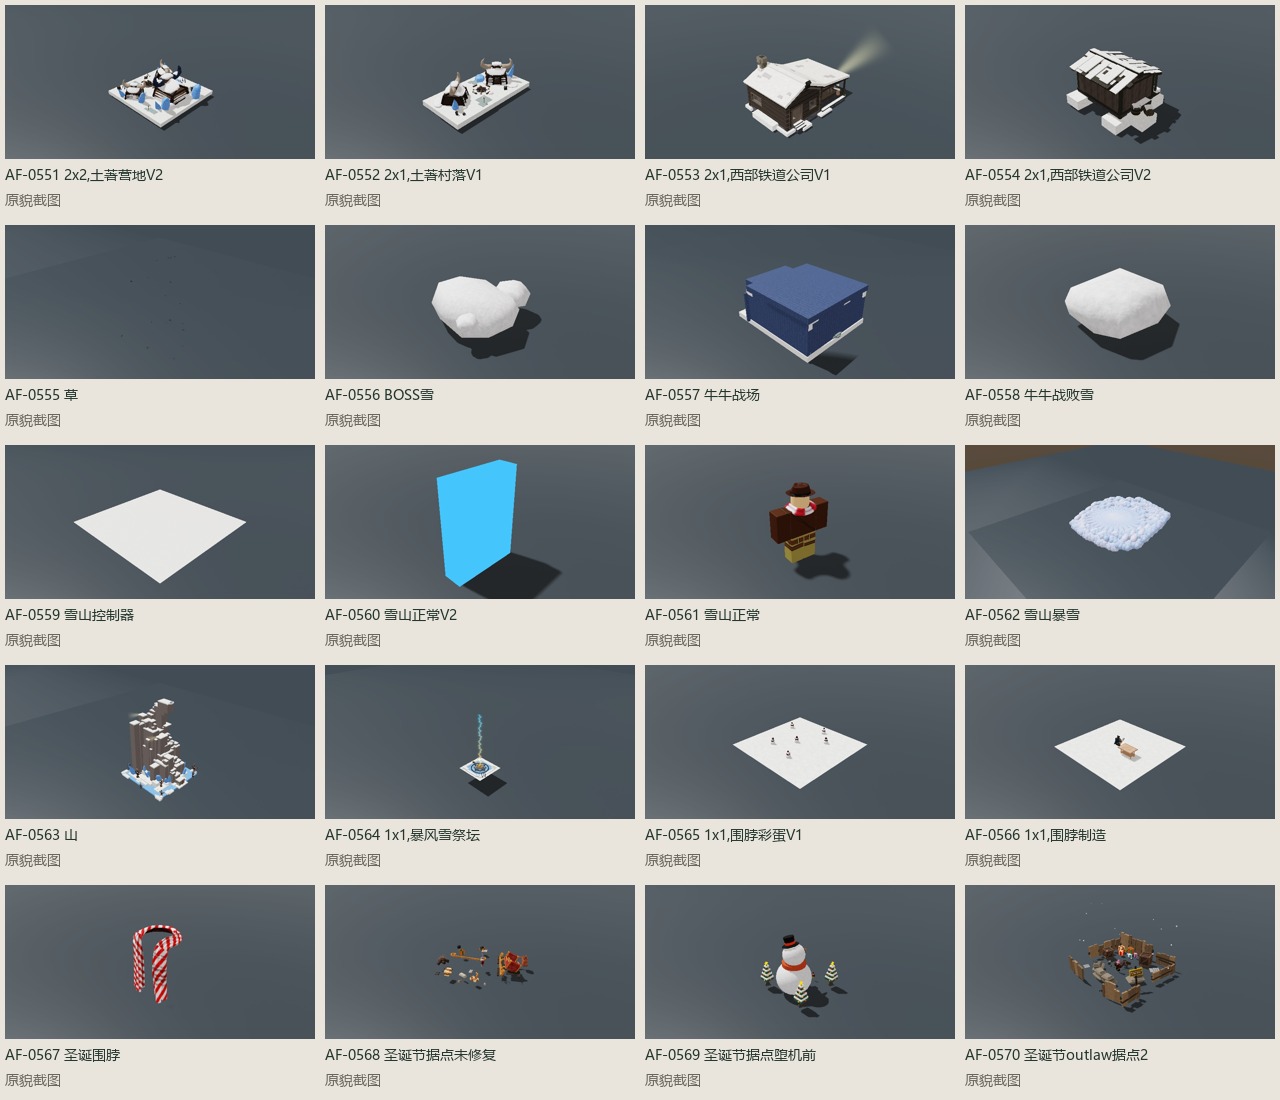 AF-0551 2x2,土著营地V2
原貌截图
AF-0552 2x1,土著村落V1
原貌截图
AF-0553 2x1,西部铁道公司V1
原貌截图
AF-0554 2x1,西部铁道公司V2
原貌截图
AF-0555 草
原貌截图
AF-0556 BOSS雪
原貌截图
AF-0557 牛牛战场
原貌截图
AF-0558 牛牛战败雪
原貌截图
AF-0559 雪山控制器
原貌截图
AF-0560 雪山正常V2
原貌截图
AF-0561 雪山正常
原貌截图
AF-0562 雪山暴雪
原貌截图
AF-0563 山
原貌截图
AF-0564 1x1,暴风雪祭坛
原貌截图
AF-0565 1x1,围脖彩蛋V1
原貌截图
AF-0566 1x1,围脖制造
原貌截图
AF-0567 圣诞围脖
原貌截图
AF-0568 圣诞节据点未修复
原貌截图
AF-0569 圣诞节据点堕机前
原貌截图
AF-0570 圣诞节outlaw据点2
原貌截图